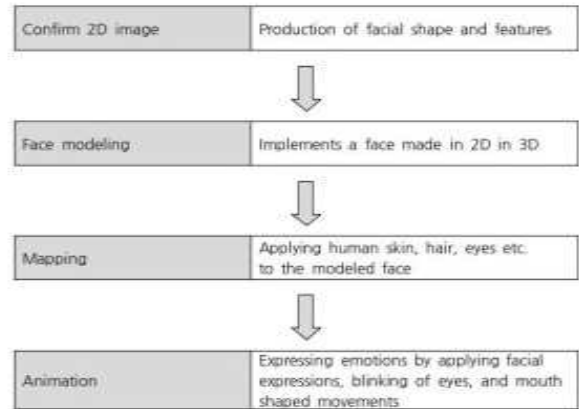 Confirm 2D image
Production of facial shape and features
Face modeling
Implements a face made in 2D in 3D
Mapping
Applying human skin, hair, eyes etc.
to the modeled face
Animation
Expressing emotions by applying facial
expressions, blinking of eyes, and mouth
shaped movements